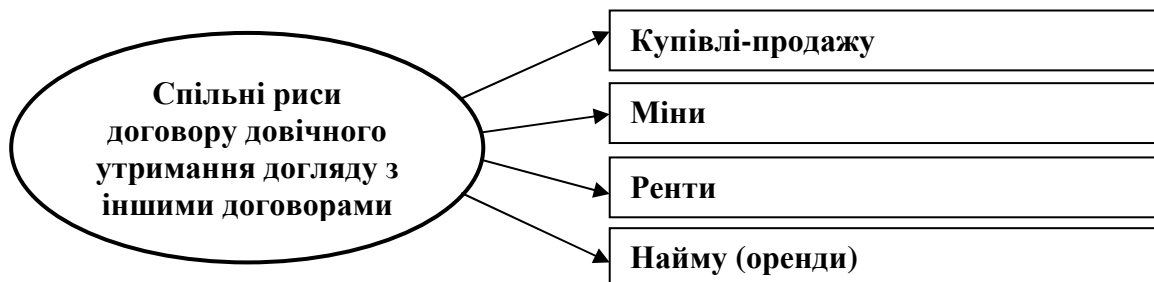 Спільні риси
договору довічного
утримання догляду з
іншими договорами
Купівлі-продажу
Міни
Ренти
Найму (оренди)